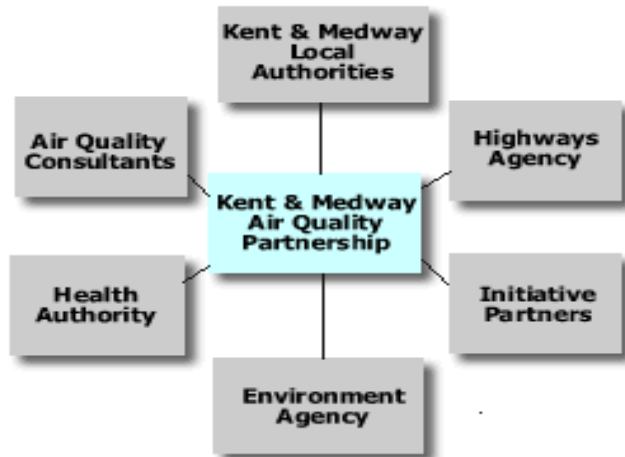 Kent & Medway
Local
Authorities
Air Quality
Consultants
Highways
Agency
Kent & Medway
Air Quality
Partnership
Health
Authority
Initiative
Partners
Environment
Agency